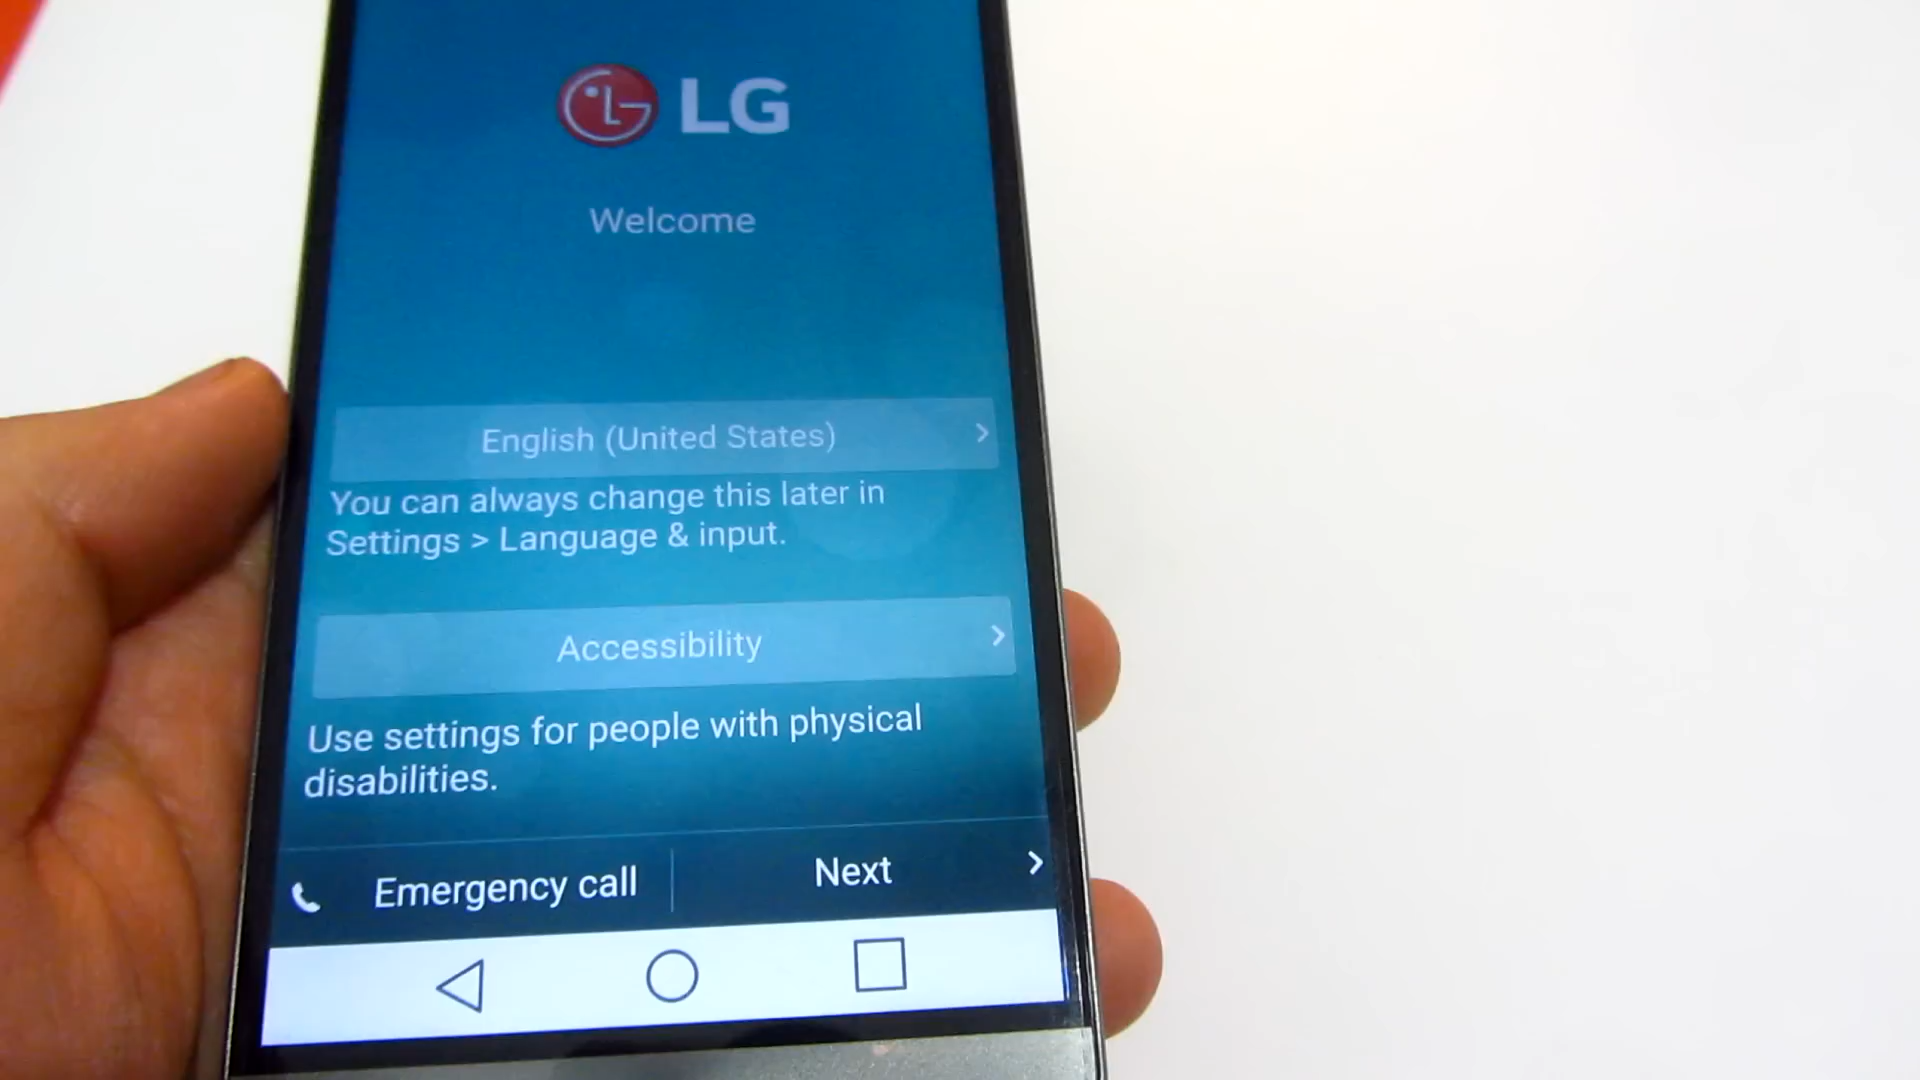 LG
Welcome
English (United States)
You can always change this later in
Settings > Language & input.
Accessibility
Use settings for people with physical
disabilities.
Emergency call
Next